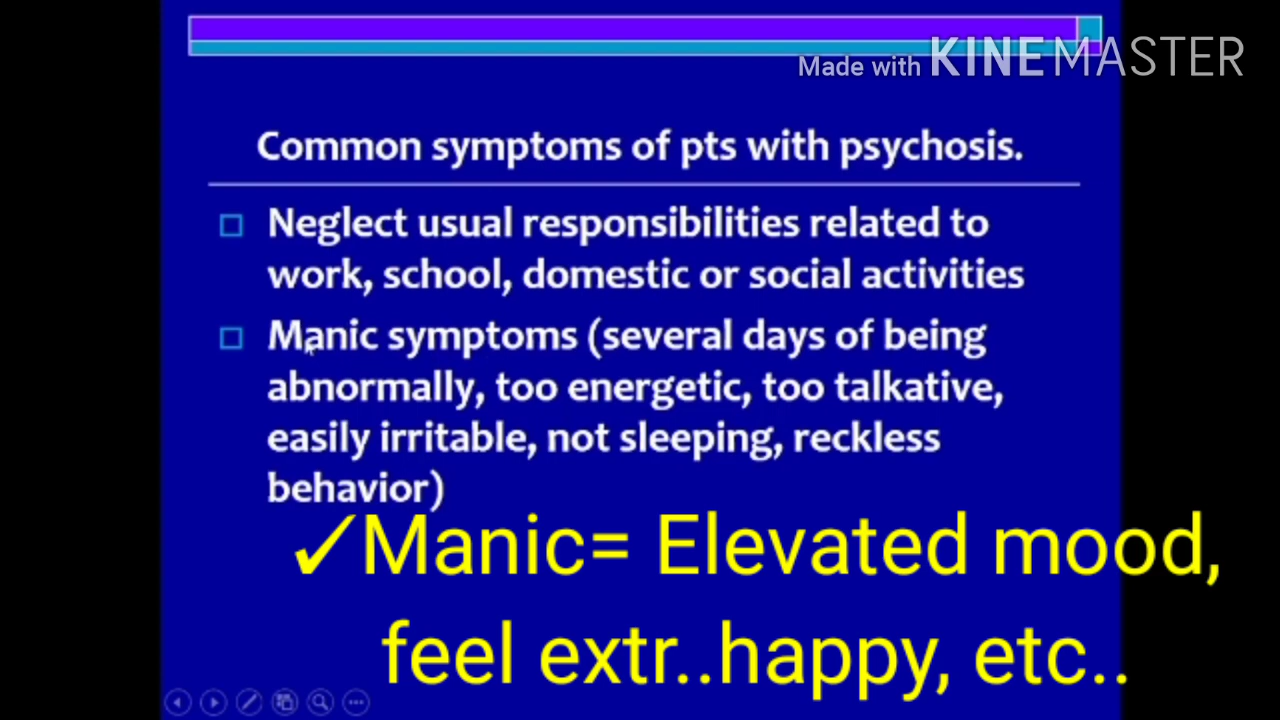 Made with KINEMASTER
Common symptoms of pts with psychosis.
Neglect usual responsibilities related to
work, school, domestic or social activities
Manic symptoms (several days of being
abnormally, too energetic, too talkative,
easily irritable, not sleeping, reckless
behavior)
✓Manic= Elevated mood,
feel extr..happy, etc..